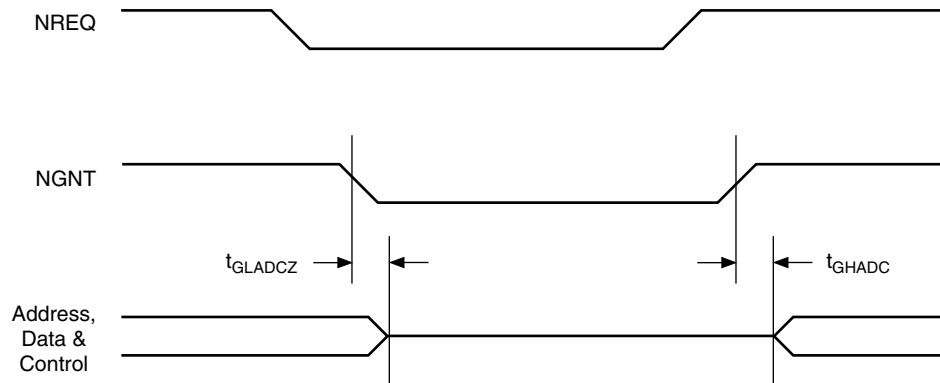 NREQ
NGNT
tGLADCZ
tGHADC
Address,
Data &
Control